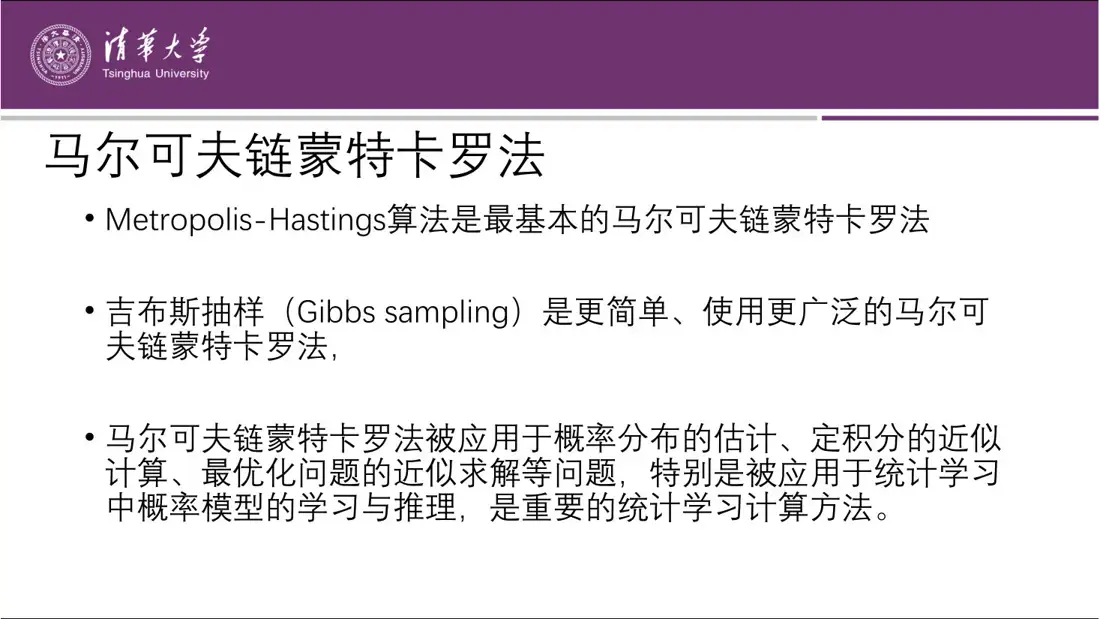 清华大学
Tsinghua University
马尔可夫链蒙特卡罗法
• Metropolis-Hastings算法是最基本的马尔可夫链蒙特卡罗法
• 吉布斯抽样（Gibbs sampling）是更简单、使用更广泛的马尔可
夫链蒙特卡罗法，
• 马尔可夫链蒙特卡罗法被应用于概率分布的估计、定积分的近似
计算、最优化问题的近似求解等问题，特别是被应用于统计学习
中概率模型的学习与推理，是重要的统计学习计算方法。